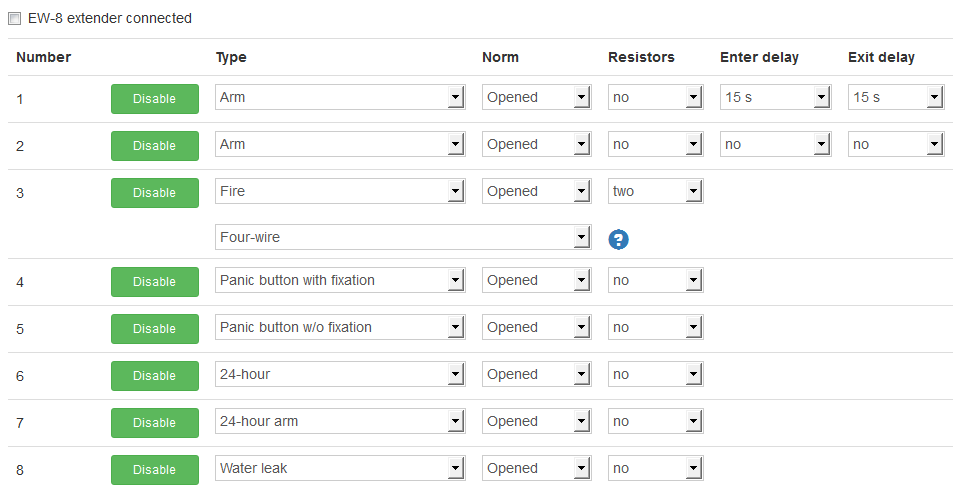 EW-8 extender connected
Number Type Norm Resistors Enter delay Exit delay
1 Disable Arm Opened no 15 s 15 s
2 Disable Arm Opened no no no
3 Disable Fire Opened two
Four-wire ?
4 Disable Panic button with fixation Opened no
5 Disable Panic button w/o fixation Opened no
6 Disable 24-hour Opened no
7 Disable 24-hour arm Opened no
8 Disable Water leak Opened no